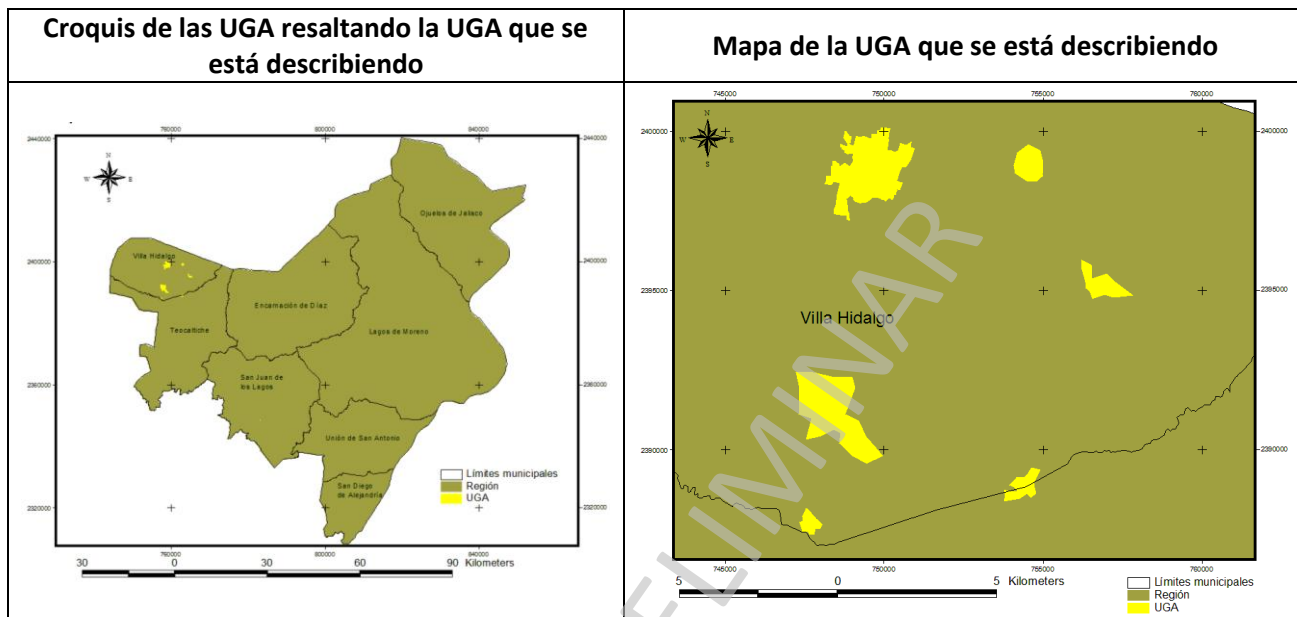 Croquis de las UGA resaltando la UGA que se
está describiendo
Mapa de la UGA que se está describiendo
760000
800000
840000
2440000
2440000
N
W
E
S
Ojuelos de Jalisco
Villa Hidalgo
2400000
2400000
Encarnación de Díaz
Teocaltiche
Lagos de Moreno
2360000
2360000
San Juan de
los Lagos
Unión de San Antonio
San Diego
de Alejandría
Límites municipales
Región
UGA
2320000
2320000
760000
800000
840000
30
0
30
60
90
Kilometers
745000
750000
755000
760000
2400000
2400000
N
W
E
S
2395000
2395000
Villa Hidalgo
2390000
2390000
745000
750000
755000
760000
5
0
5
Kilometers
Límites municipales
Región
UGA
ELIMINAR